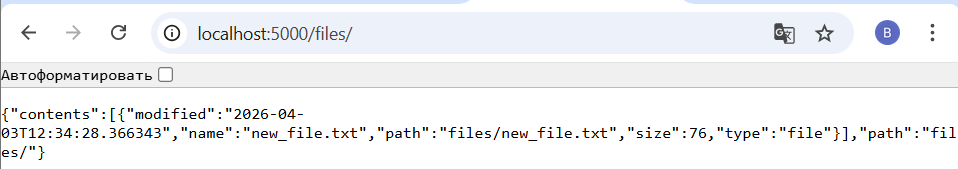 localhost:5000/files/
B
Автоформатировать
{"contents":[{"modified":"2026-04-
03T12:34:28.366343","name":"new_file.txt","path":"files/new_file.txt","size":76,"type":"file"}],"path":"fil
es/"}